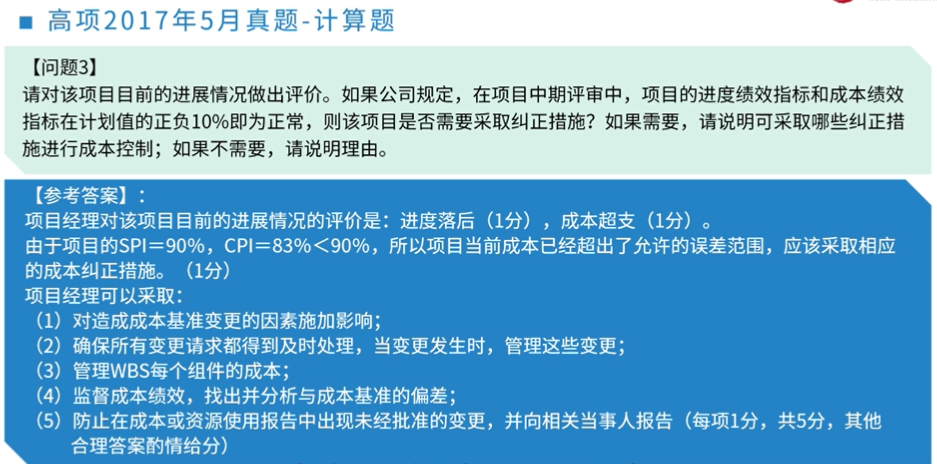 ■ 高项2017年5月真题-计算题
【问题3】
请对该项目目前的进展情况做出评价。如果公司规定，在项目中期评审中，项目的进度绩效指标和成本绩效
指标在计划值的正负10%即为正常，则该项目是否需要采取纠正措施？如果需要，请说明可采取哪些纠正措
施进行成本控制；如果不需要，请说明理由。
【参考答案】：
项目经理对该项目目前的进展情况的评价是：进度落后（1分），成本超支（1分）。
由于项目的SPI＝90%，CPI＝83%＜90%，所以项目当前成本已经超出了允许的误差范围，应该采取相应
的成本纠正措施。（1分）
项目经理可以采取：
（1）对造成成本基准变更的因素施加影响；
（2）确保所有变更请求都得到及时处理，当变更发生时，管理这些变更；
（3）管理WBS每个组件的成本；
（4）监督成本绩效，找出并分析与成本基准的偏差；
（5）防止在成本或资源使用报告中出现未经批准的变更，并向相关当事人报告（每项1分，共5分，其他
合理答案酌情给分）